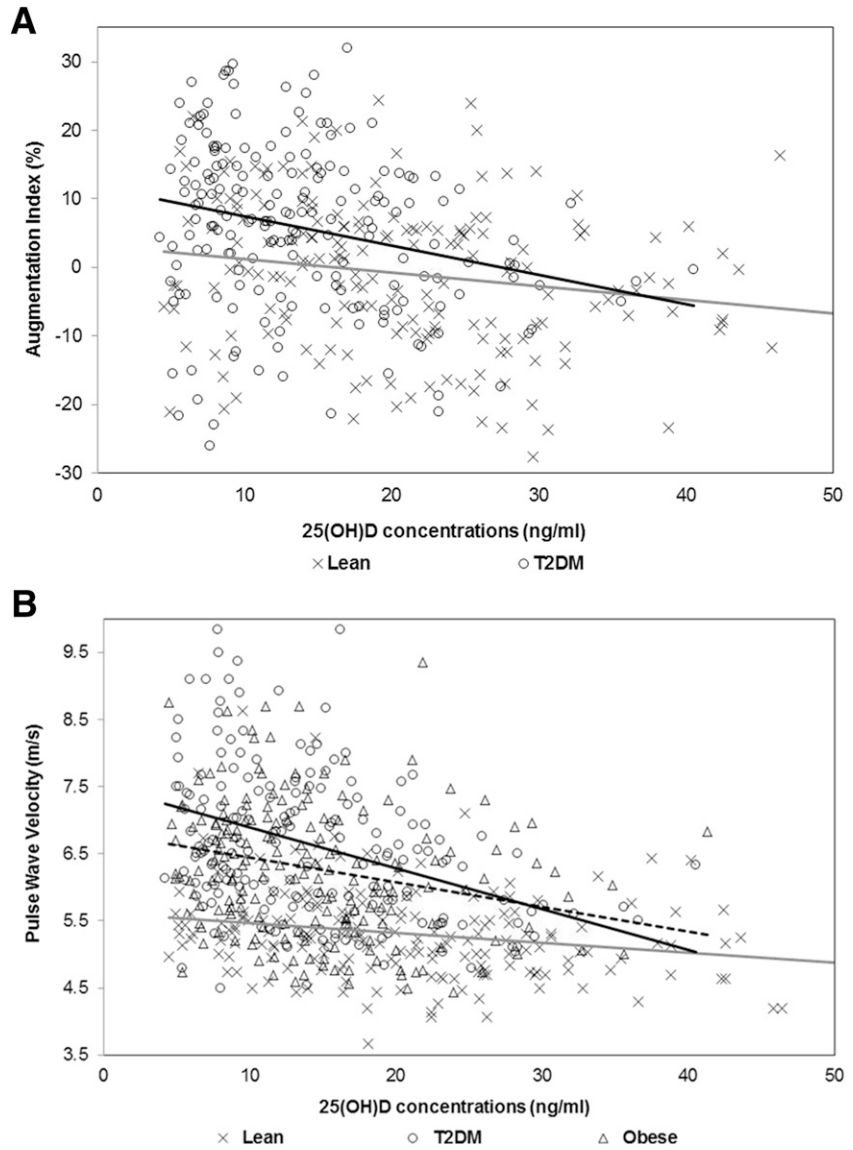 A
30
20
10
0
-10
-20
-30
Augmentation Index (%)
0 10 20 30 40 50
25(OH)D concentrations (ng/ml)
Lean T2DM
B
9.5
8.5
7.5
6.5
5.5
4.5
3.5
Pulse Wave Velocity (m/s)
0 10 20 30 40 50
25(OH)D concentrations (ng/ml)
Lean T2DM Obese